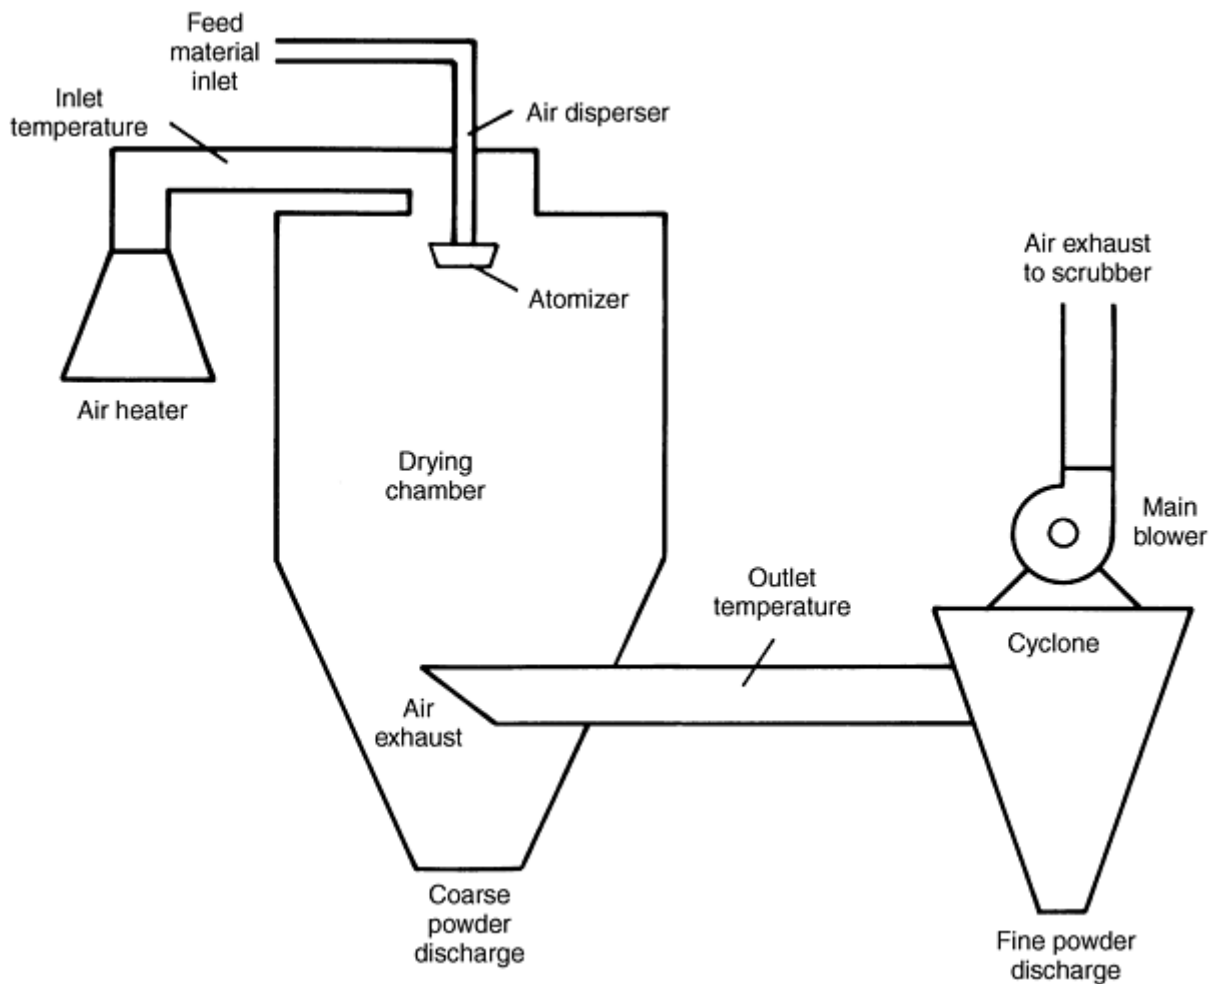 Feed
material
inlet
Inlet
temperature
Air disperser
Air exhaust
to scrubber
Atomizer
Air heater
Drying
chamber
Main
blower
Outlet
temperature
Cyclone
Air
exhaust
Coarse
powder
discharge
Fine powder
discharge